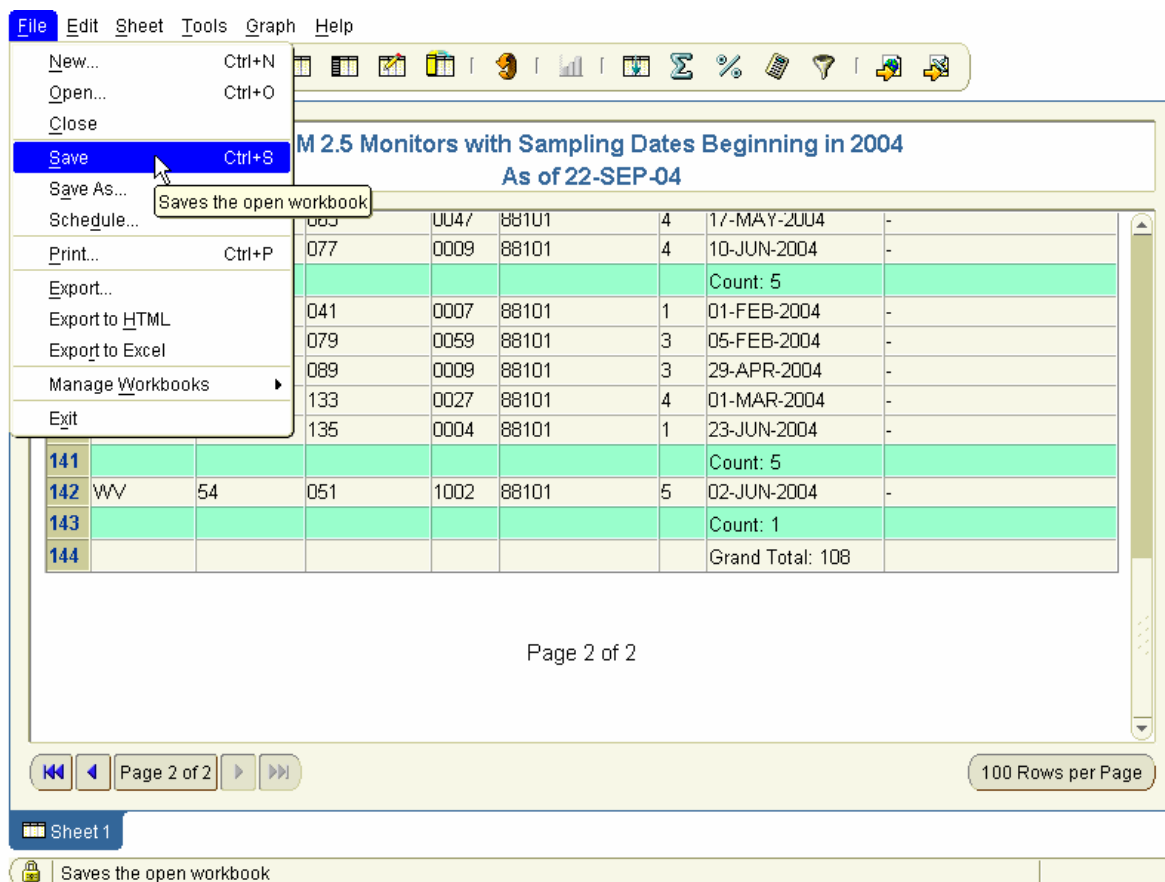 File Edit Sheet Tools Graph Help
New... Ctrl+N
Open... Ctrl+O
Close
Save Ctrl+S
Save As...
Schedule...
Print... Ctrl+P
Export...
Export to HTML
Export to Excel
Manage Workbooks
Exit
Saves the open workbook
M 2.5 Monitors with Sampling Dates Beginning in 2004
As of 22-SEP-04
0047 88101 4 17-MAY-2004 -
077 0009 88101 4 10-JUN-2004 -
Count: 5
041 0007 88101 1 01-FEB-2004 -
079 0059 88101 3 05-FEB-2004 -
089 0009 88101 3 29-APR-2004 -
133 0027 88101 4 01-MAR-2004 -
135 0004 88101 1 23-JUN-2004 -
141 Count: 5
142 WV 54 051 1002 88101 5 02-JUN-2004 -
143 Count: 1
144 Grand Total: 108
Page 2 of 2
Page 2 of 2 100 Rows per Page
Sheet 1
Saves the open workbook